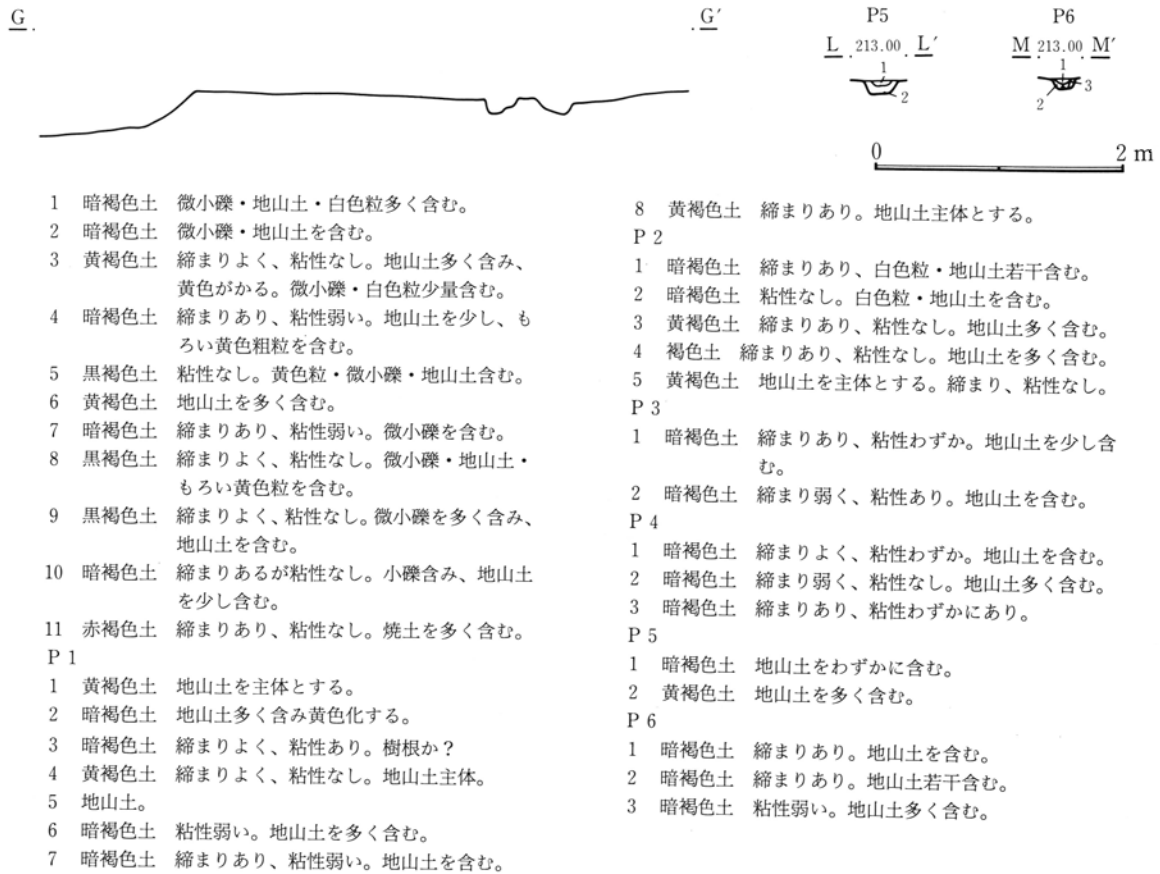 G . . G′
P5
L . 213.00 . L′
1
2
P6
M 213.00 M′
1
3
2
0 2 m
1 暗褐色土 微小礫・地山土・白色粒多く含む。
2 暗褐色土 微小礫・地山土を含む。
3 黄褐色土 締まりよく、粘性なし。地山土多く含み、
黄色がかる。微小礫・白色粒少量含む。
4 暗褐色土 締まりあり、粘性弱い。地山土を少し、も
ろい黄色粗粒を含む。
5 黒褐色土 粘性なし。黄色粒・微小礫・地山土含む。
6 黄褐色土 地山土を多く含む。
7 暗褐色土 締まりあり、粘性弱い。微小礫を含む。
8 黒褐色土 締まりよく、粘性なし。微小礫・地山土・
もろい黄色粒を含む。
9 黒褐色土 締まりよく、粘性なし。微小礫を多く含み、
地山土を含む。
10 暗褐色土 締まりあるが粘性なし。小礫含み、地山土
を少し含む。
11 赤褐色土 締まりあり、粘性なし。焼土を多く含む。
P 1
1 黄褐色土 地山土を主体とする。
2 暗褐色土 地山土多く含み黄色化する。
3 暗褐色土 締まりよく、粘性あり。樹根か?
4 黄褐色土 締まりよく、粘性なし。地山土主体。
5 地山土。
6 暗褐色土 粘性弱い。地山土を多く含む。
7 暗褐色土 締まりあり、粘性弱い。地山土を含む。
8 黄褐色土 締まりあり。地山土主体とする。
P 2
1 暗褐色土 締まりあり、白色粒・地山土若干含む。
2 暗褐色土 粘性なし。白色粒・地山土を含む。
3 黄褐色土 締まりあり、粘性なし。地山土多く含む。
4 褐色土 締まりあり、粘性なし。地山土を多く含む。
5 黄褐色土 地山土を主体とする。締まり、粘性なし。
P 3
1 暗褐色土 締まりあり、粘性わずか。地山土を少し含
む。
2 暗褐色土 締まり弱く、粘性あり。地山土を含む。
P 4
1 暗褐色土 締まりよく、粘性わずか。地山土を含む。
2 暗褐色土 締まり弱く、粘性なし。地山土多く含む。
3 暗褐色土 締まりあり、粘性わずかにあり。
P 5
1 暗褐色土 地山土をわずかに含む。
2 黄褐色土 地山土を多く含む。
P 6
1 暗褐色土 締まりあり。地山土を含む。
2 暗褐色土 締まりあり。地山土若干含む。
3 暗褐色土 粘性弱い。地山土多く含む。